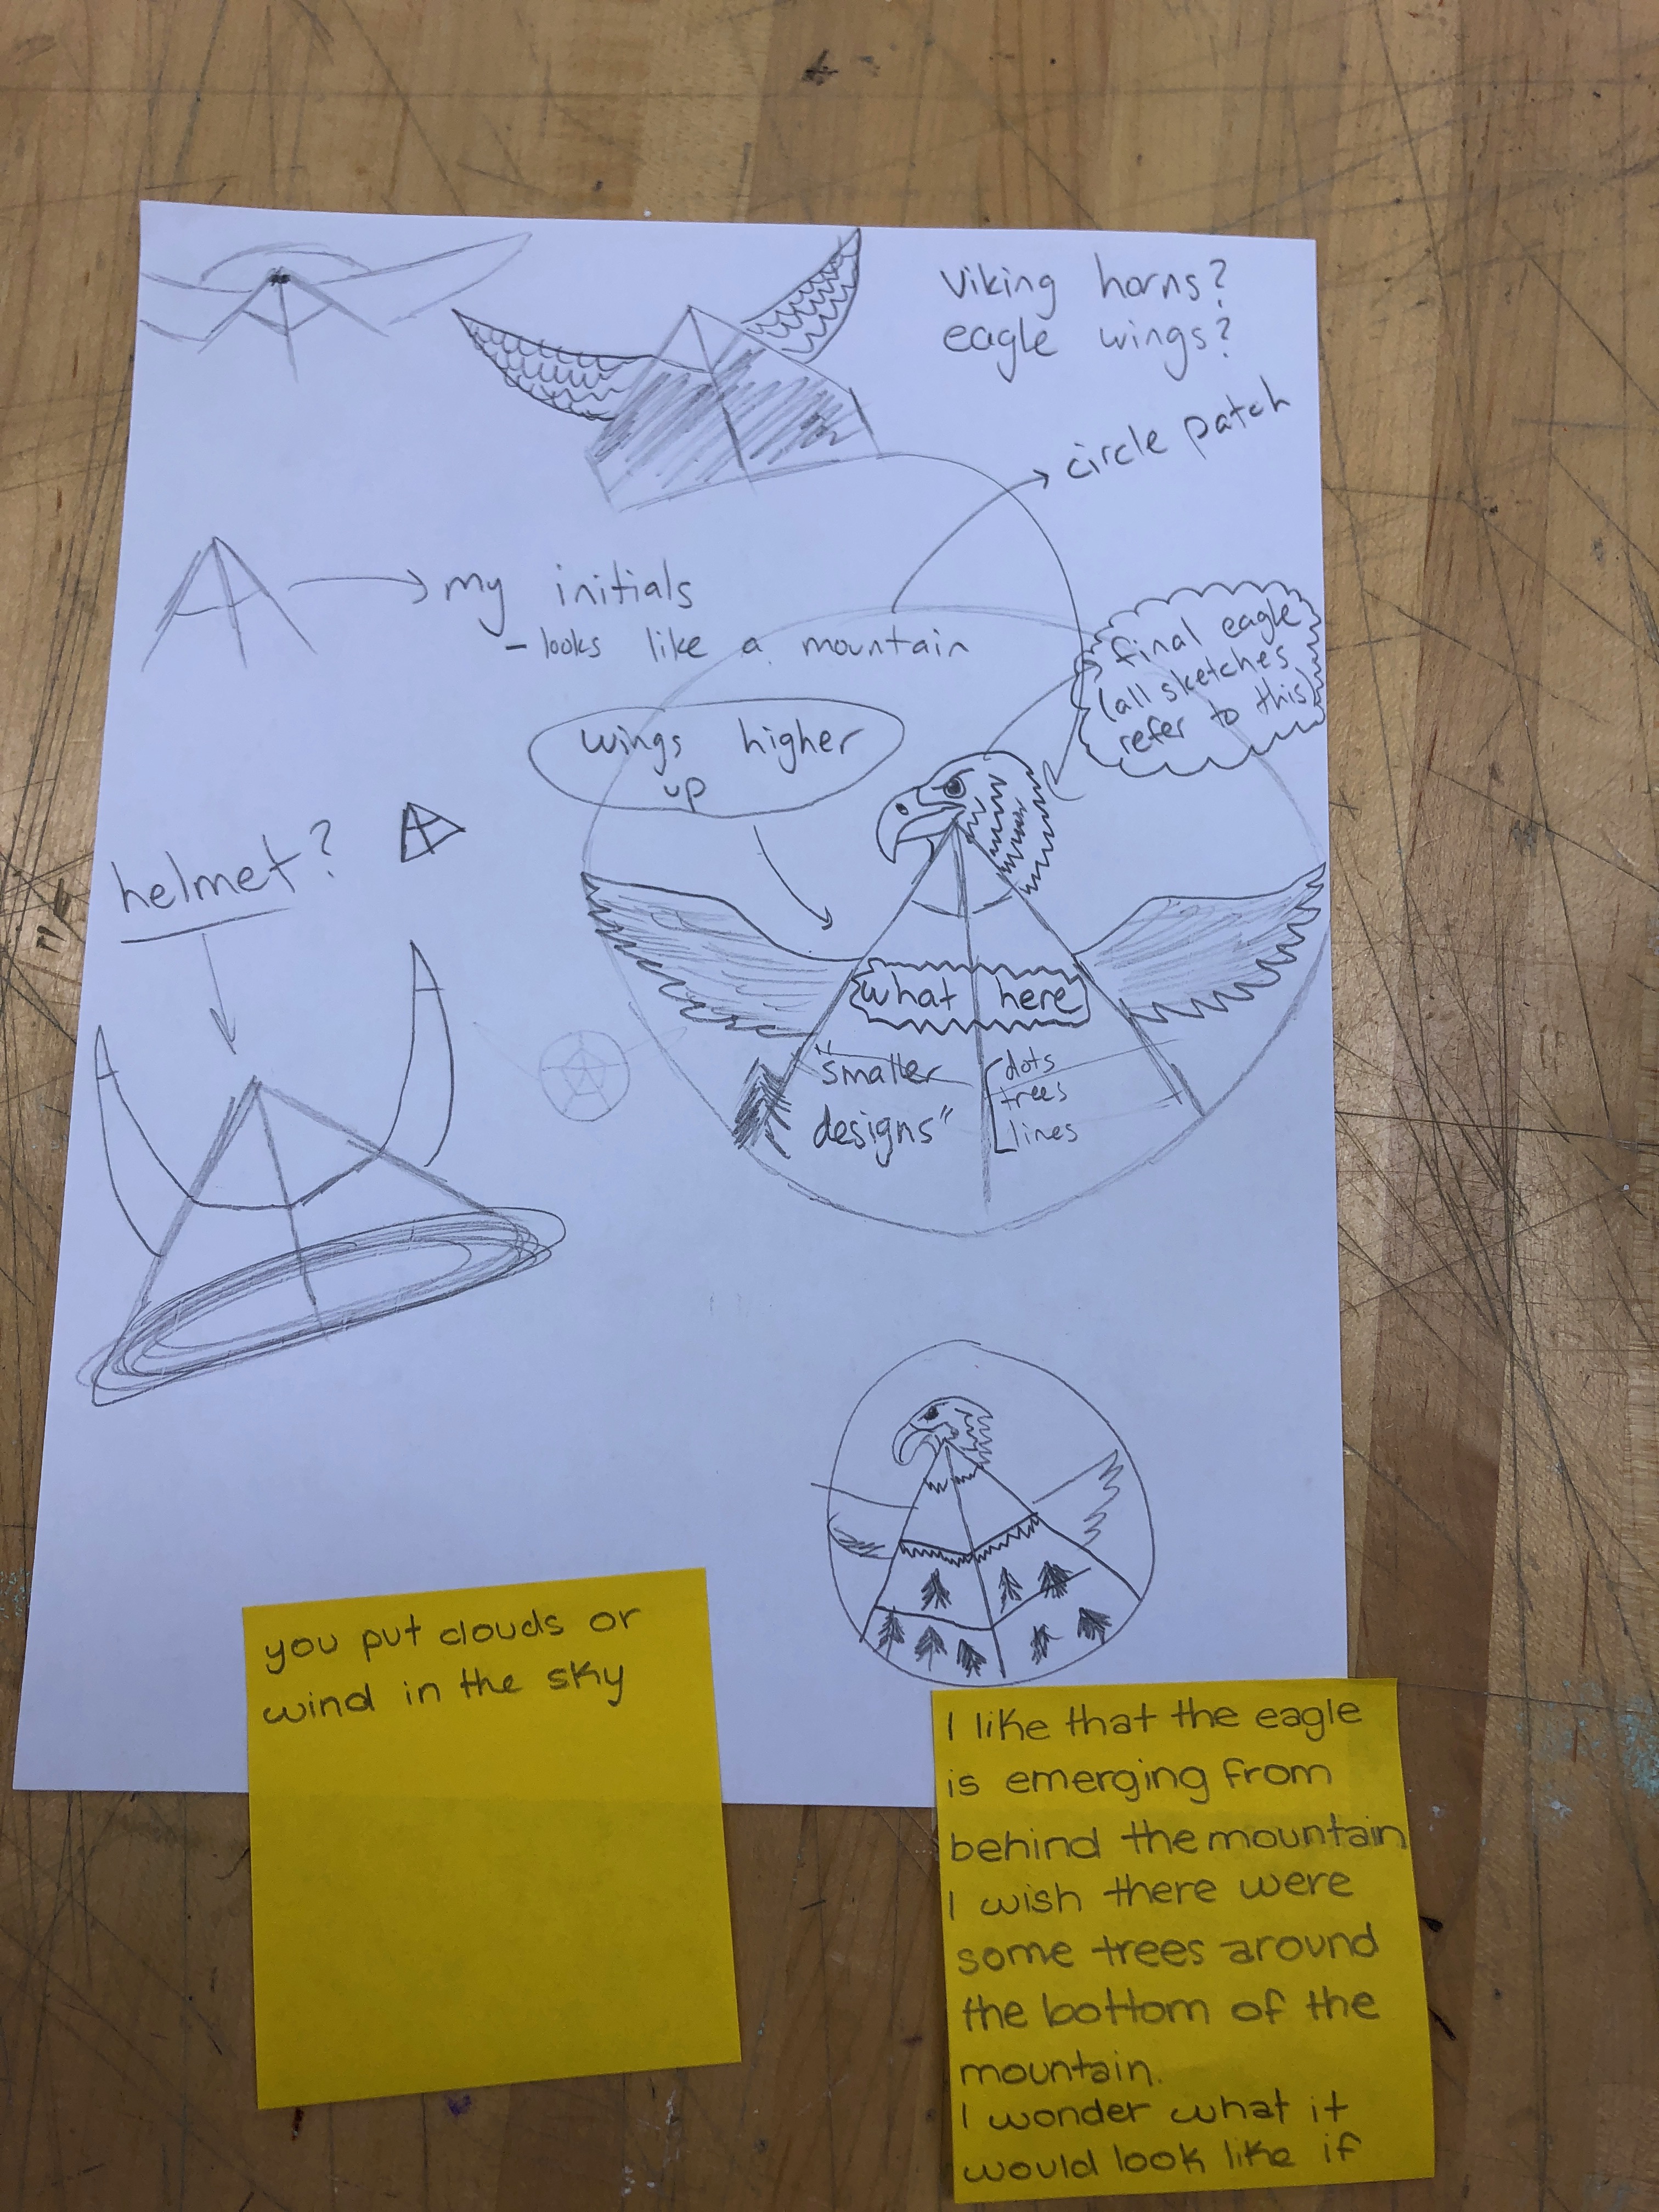 viking horns?
eagle wings?
circle patch
my initials
- looks like a mountain
final eagle
(all sketches
refer to this)
wings higher
up
helmet?
what here
"smaller
designs"
dots
trees
lines
I like that the eagle
is emerging from
behind the mountain
I wish there were
some trees around
the bottom of the
mountain.
I wonder what it
would look like if
you put clouds or
wind in the sky